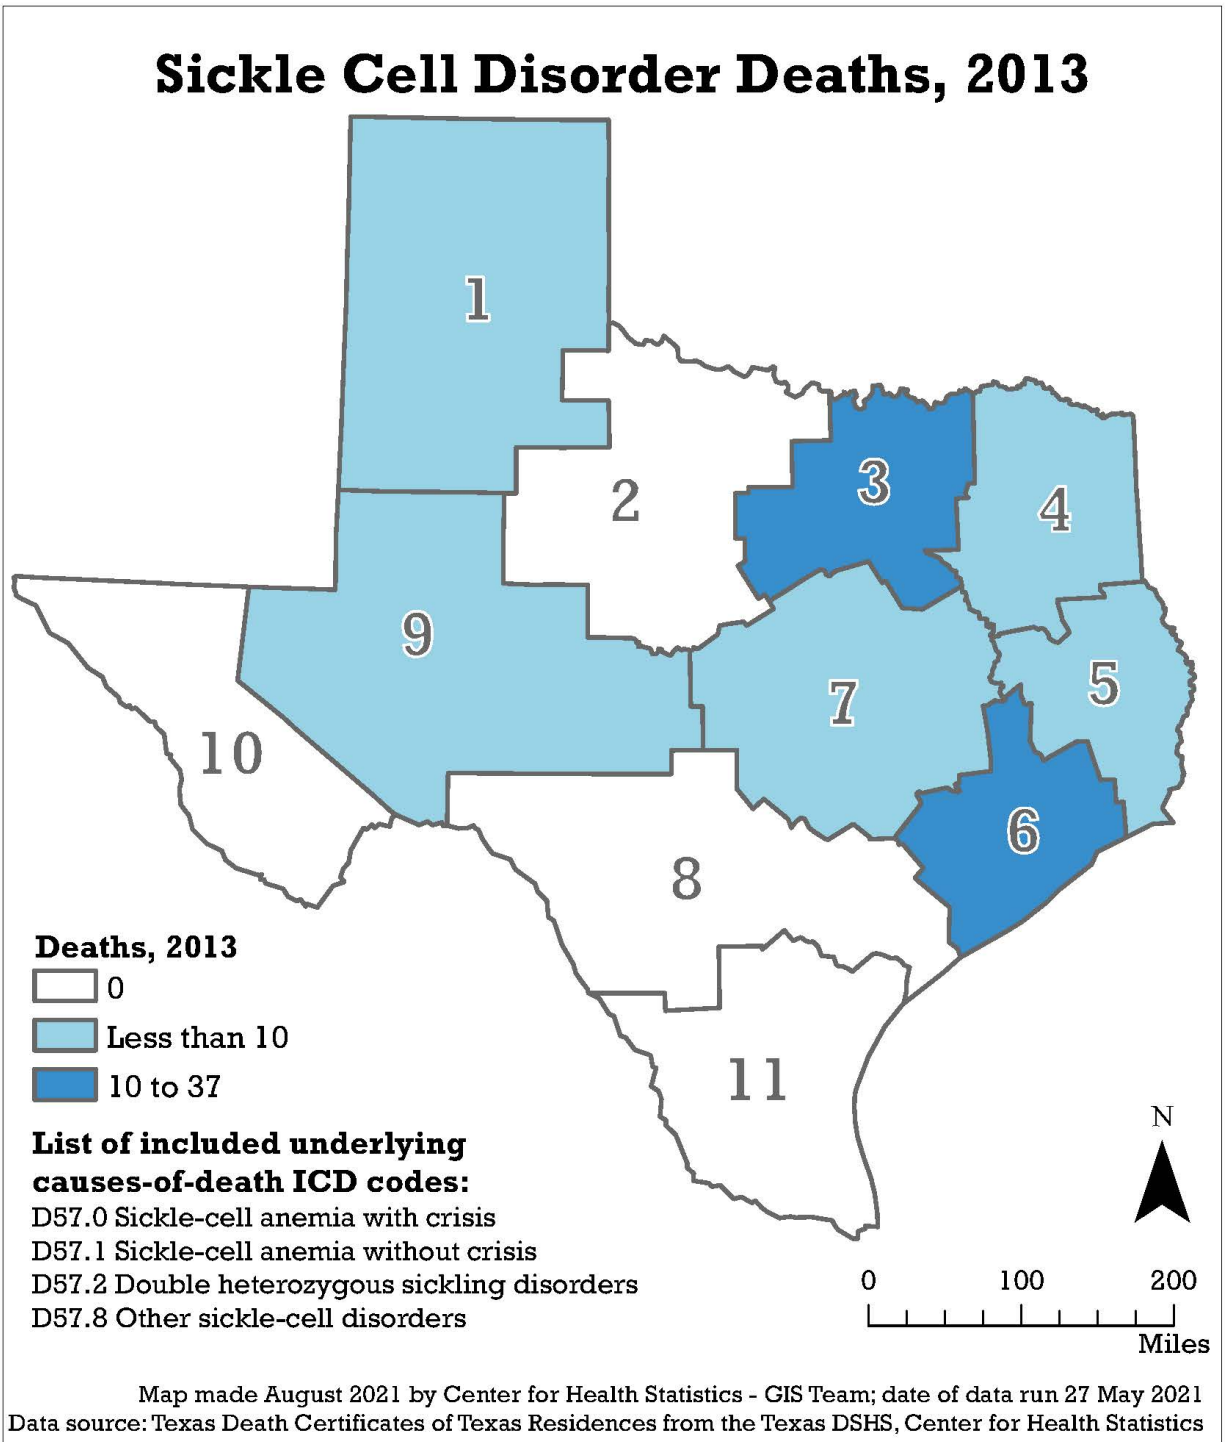 Sickle Cell Disorder Deaths, 2013
1
2
3
4
5
6
7
8
9
10
11
Deaths, 2013
0
Less than 10
10 to 37
List of included underlying
causes-of-death ICD codes:
D57.0 Sickle-cell anemia with crisis
D57.1 Sickle-cell anemia without crisis
D57.2 Double heterozygous sickling disorders
D57.8 Other sickle-cell disorders
N
0 100 200
Miles
Map made August 2021 by Center for Health Statistics - GIS Team; date of data run 27 May 2021
Data source: Texas Death Certificates of Texas Residences from the Texas DSHS, Center for Health Statistics